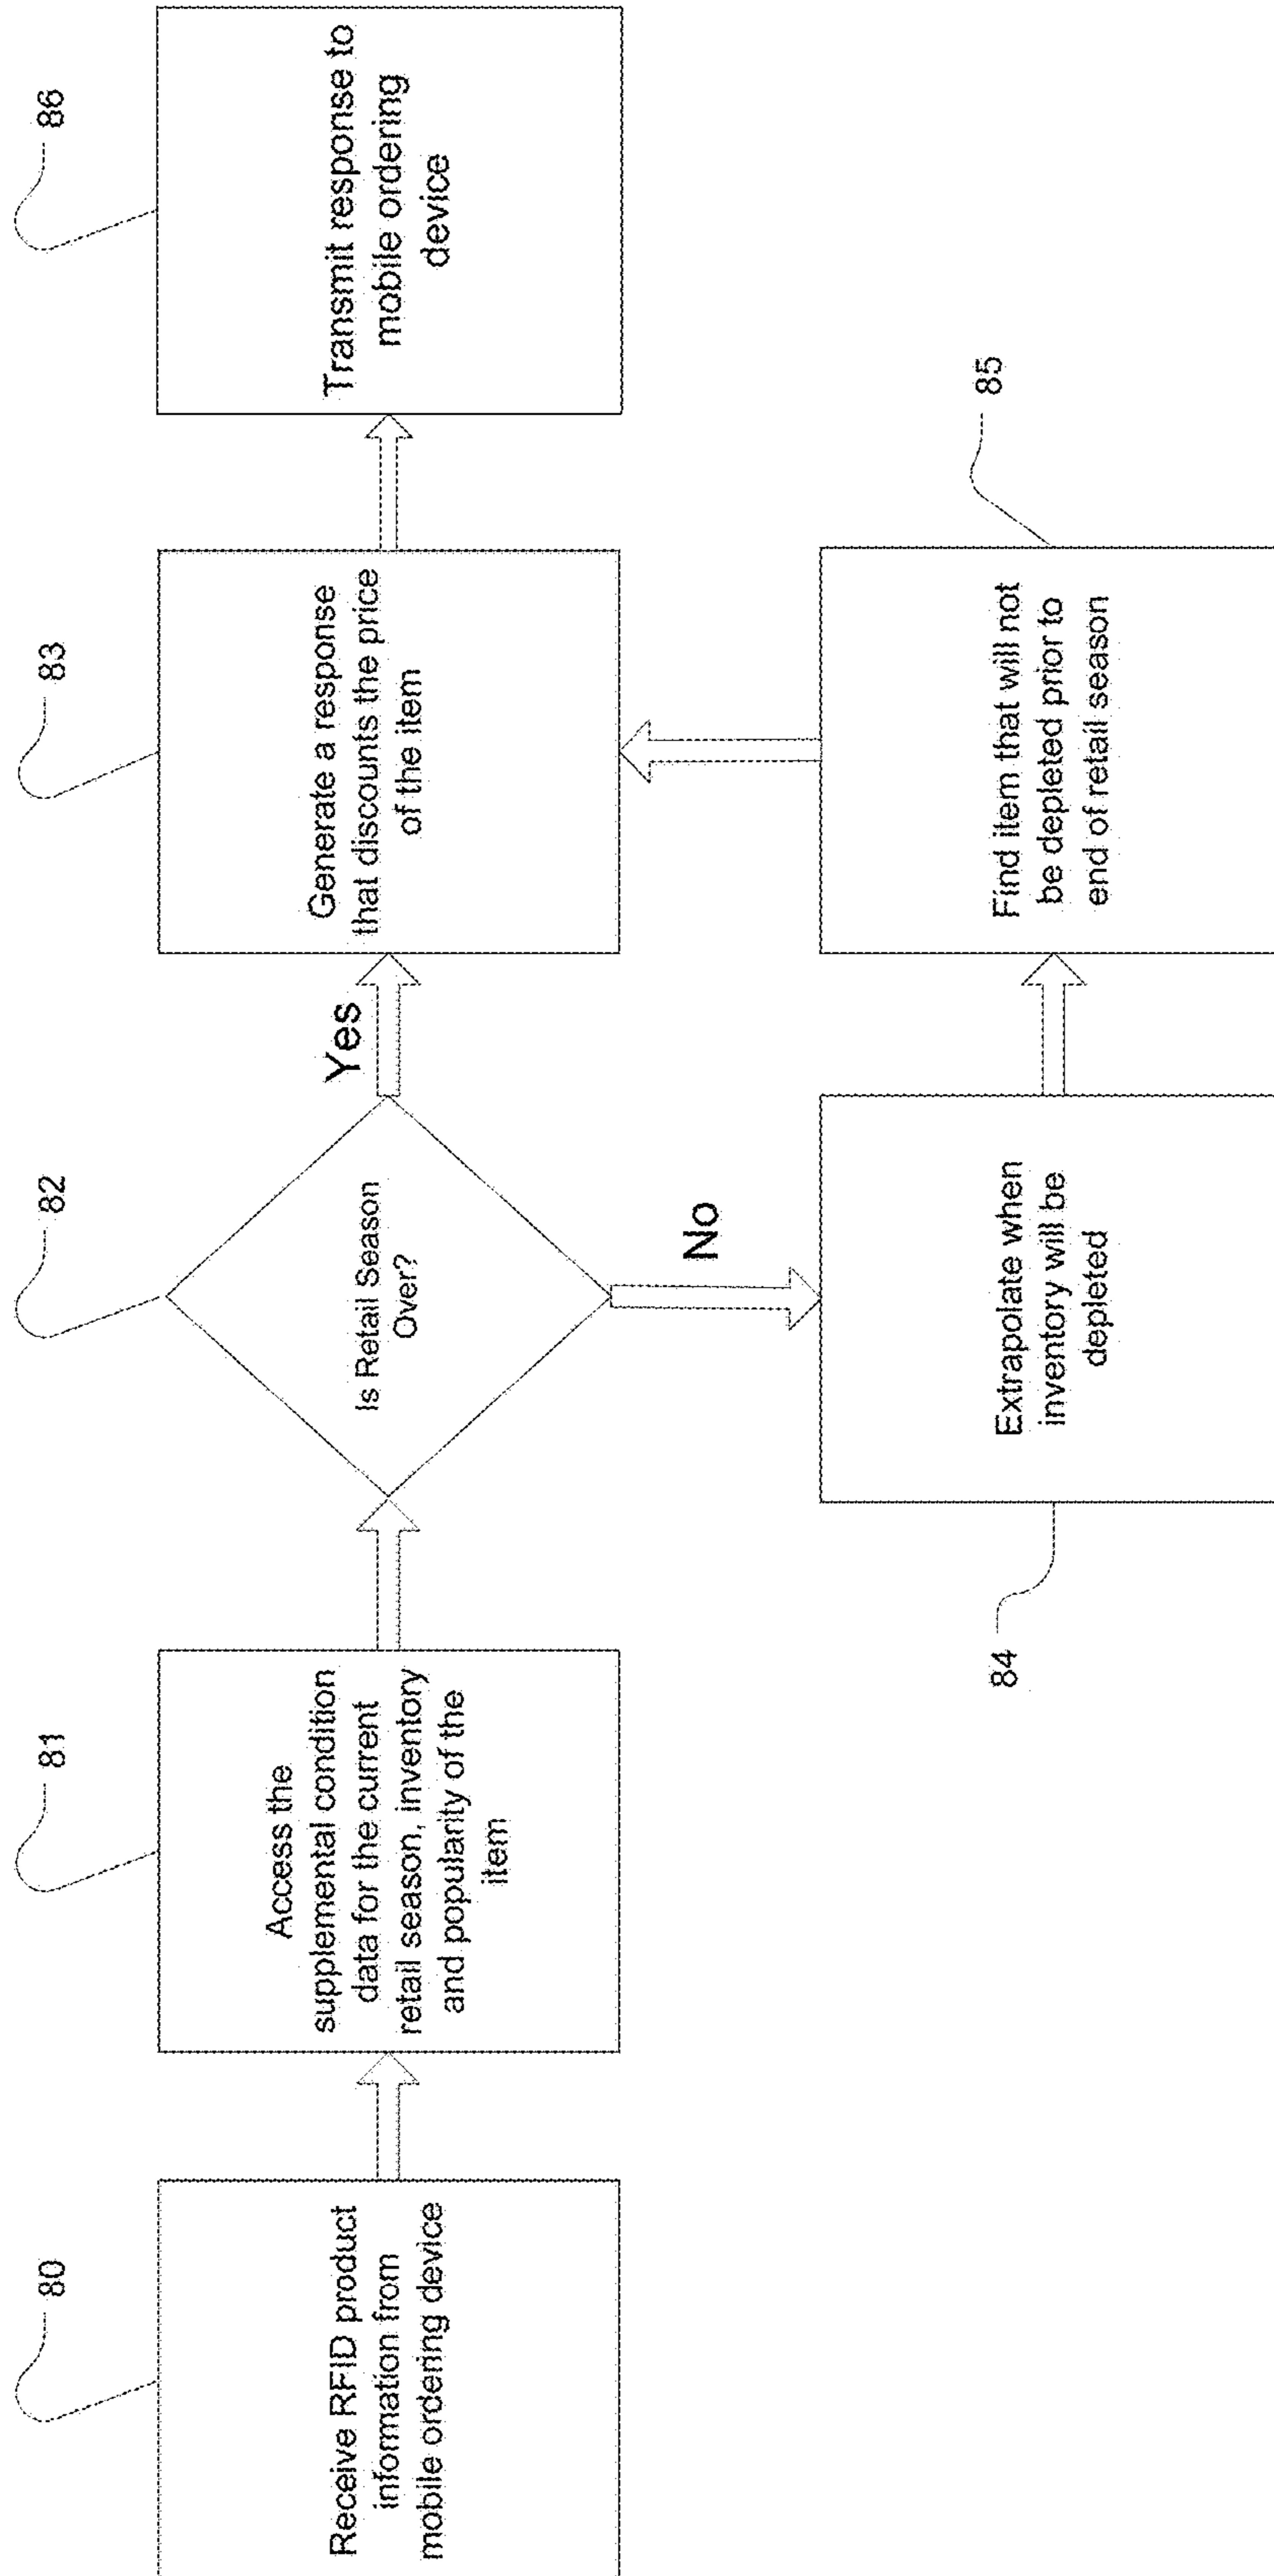 80
Receive RFID product
information from
mobile ordering device
81
Access the
supplemental condition
data for the current
retail season, inventory
and popularity of the
item
82
Is Retail Season
Over?
Yes
No
83
Generate a response
that discounts the price
of the item
86
Transmit response to
mobile ordering
device
84
Extrapolate when
inventory will be
depleted
85
Find item that will not
be depleted prior to
end of retail season